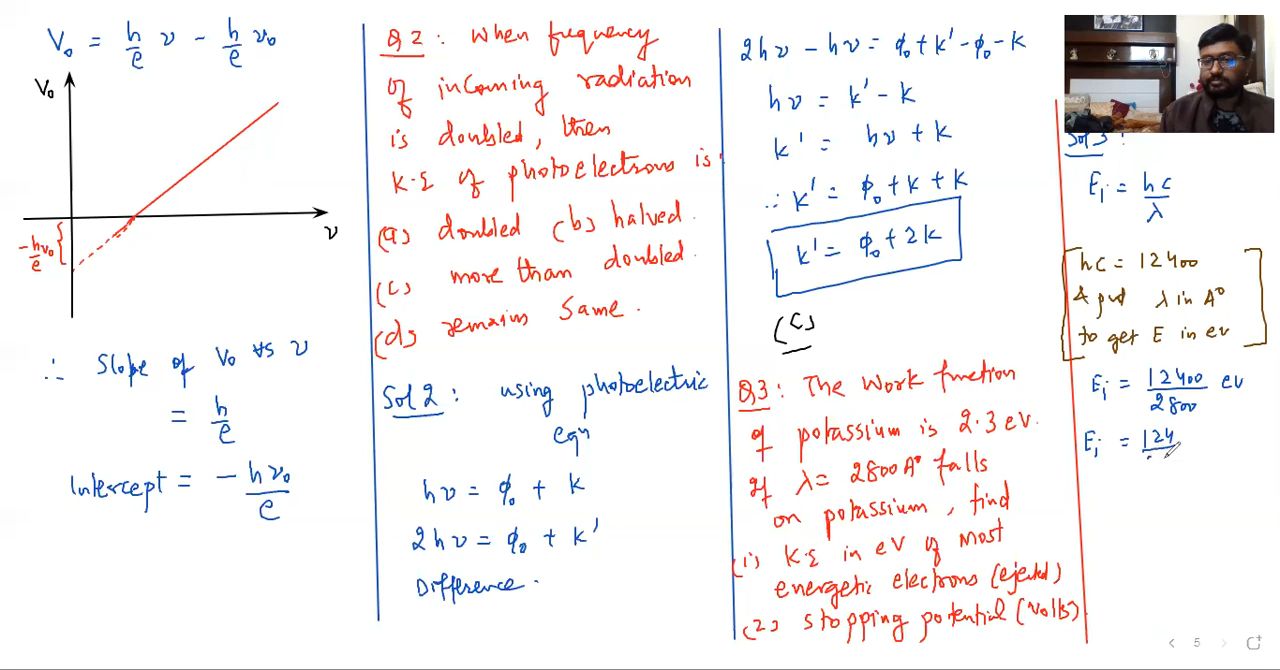 V₀ = h/e ν - h/e ν₀
V₀
ν
-hν₀/e
∴ Slope of V₀ vs ν
= h/e
Intercept = - hν₀/e
Q2 : When frequency
of incoming radiation
is doubled, then
K.E of photoelectrons is
(a) doubled (b) halved.
(c) more than doubled.
(d) remains same.
Sol 2 : using photoelectric
eqn
hν = φ₀ + k
2hν = φ₀ + k'
Difference.
2hν - hν = φ₀ + k' - φ₀ - k
hν = k' - k
k' = hν + k
∴ k' = φ₀ + k + k
k' = φ₀ + 2k
(c)
Q3 : The Work function
of potassium is 2.3 ev.
If λ = 2800 A° falls
on potassium, find
(1) K.E in eV of most
energetic electrons (ejected)
(2) stopping potential (volts)
Sol 3 :
Eᵢ = hc/λ
hc = 12400
& put λ in A°
to get E in ev
Eᵢ = 12400/2800 ev
Eᵢ = 124
< 5 >